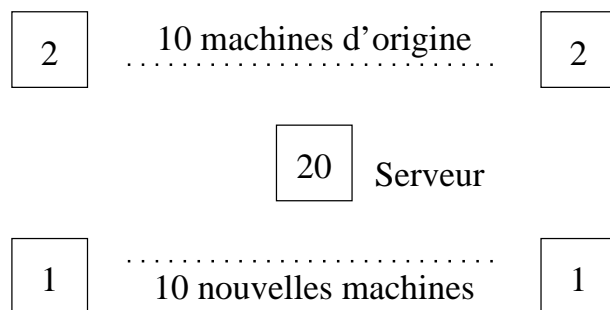 2 10 machines d’origine 2
20 Serveur
1 10 nouvelles machines 1